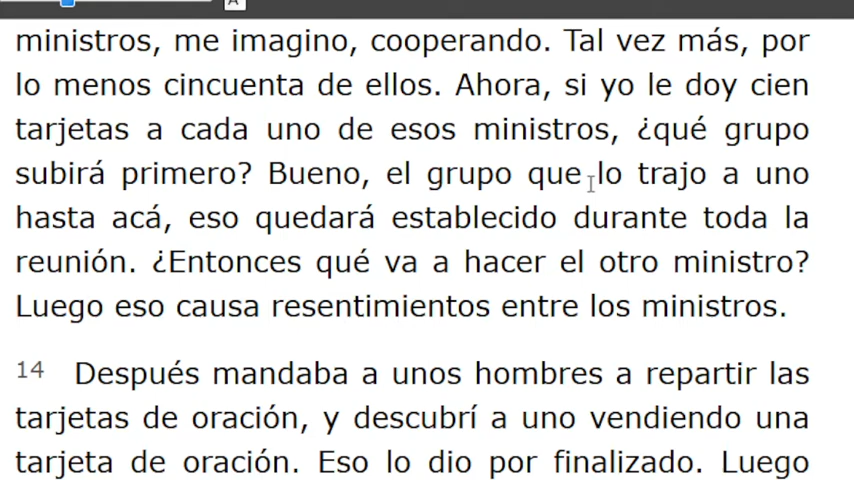 A
ministros, me imagino, cooperando. Tal vez más, por
lo menos cincuenta de ellos. Ahora, si yo le doy cien
tarjetas a cada uno de esos ministros, ¿qué grupo
subirá primero? Bueno, el grupo que lo trajo a uno
hasta acá, eso quedará establecido durante toda la
reunión. ¿Entonces qué va a hacer el otro ministro?
Luego eso causa resentimientos entre los ministros.
14 Después mandaba a unos hombres a repartir las
tarjetas de oración, y descubrí a uno vendiendo una
tarjeta de oración. Eso lo dio por finalizado. Luego